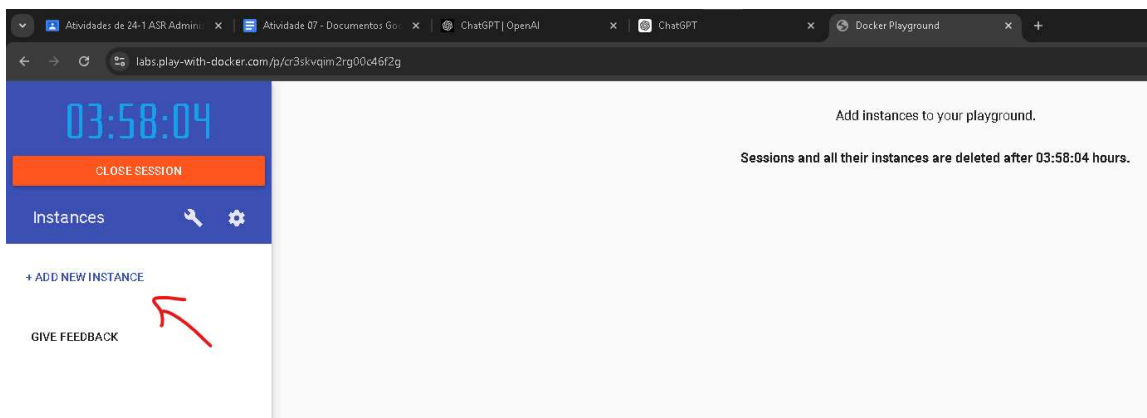 Atividades de 24-1 ASR Admini
Atividade 07 - Documentos Go
ChatGPT | OpenAI
ChatGPT
Docker Playground
labs.play-with-docker.com/p/cr3skvqim2rg00c46f2g
03:58:04
CLOSE SESSION
Instances
+ ADD NEW INSTANCE
GIVE FEEDBACK
Add instances to your playground.
Sessions and all their instances are deleted after 03:58:04 hours.